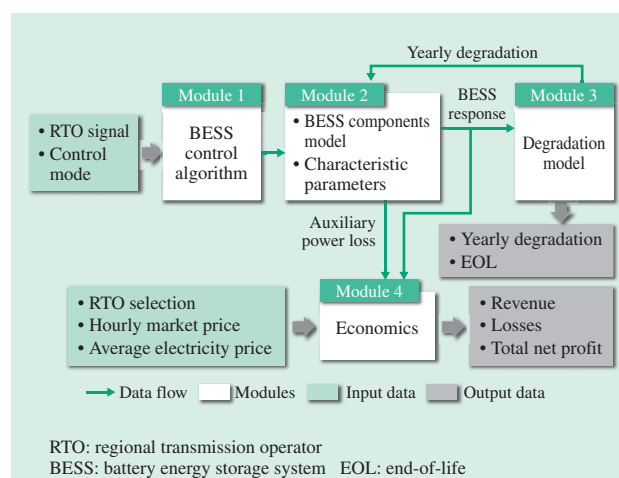 Yearly degradation
Module 1
Module 2
BESS
response
Module 3
• RTO signal
• Control
mode
BESS
control
algorithm
• BESS components
model
• Characteristic
parameters
Degradation
model
Auxiliary
power loss
• Yearly degradation
• EOL
Module 4
• RTO selection
• Hourly market price
• Average electricity price
Economics
• Revenue
• Losses
• Total net profit
Data flow
Modules
Input data
Output data
RTO: regional transmission operator
BESS: battery energy storage system EOL: end-of-life